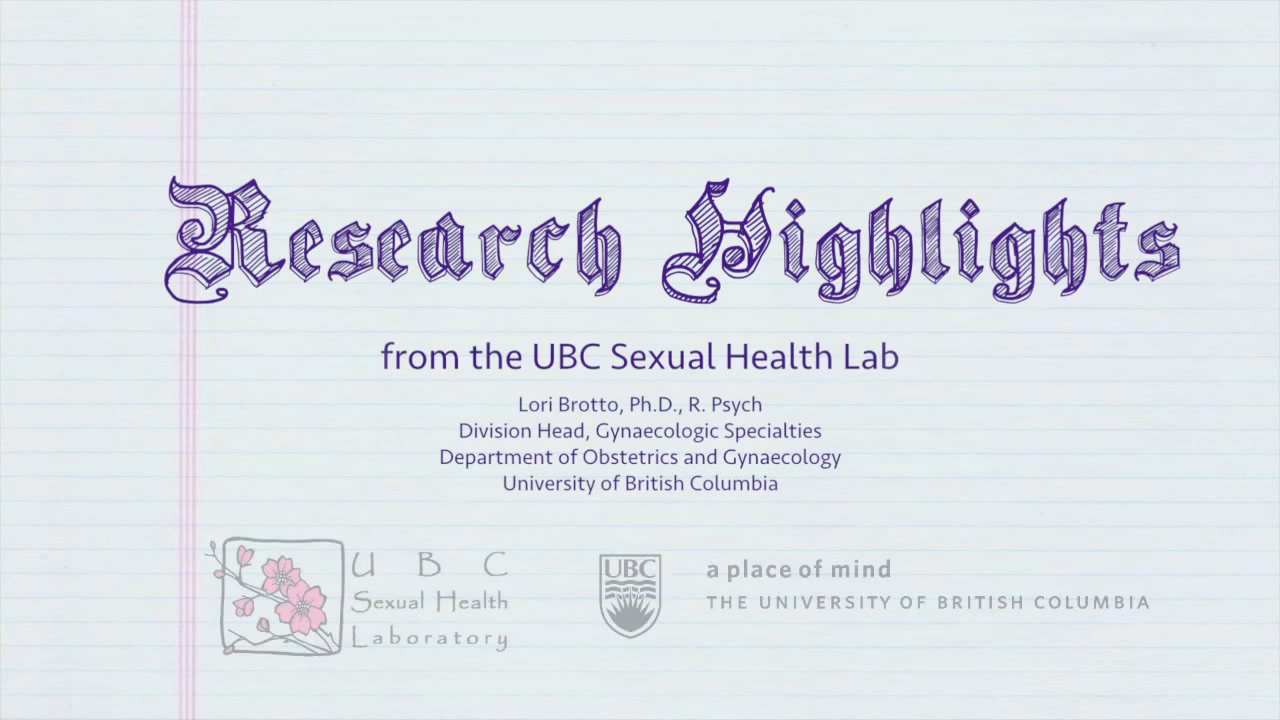 Research Highlights
from the UBC Sexual Health Lab
Lori Brotto, Ph.D., R. Psych
Division Head, Gynaecologic Specialties
Department of Obstetrics and Gynaecology
University of British Columbia
U B C
Sexual Health
Laboratory
UBC
a place of mind
THE UNIVERSITY OF BRITISH COLUMBIA